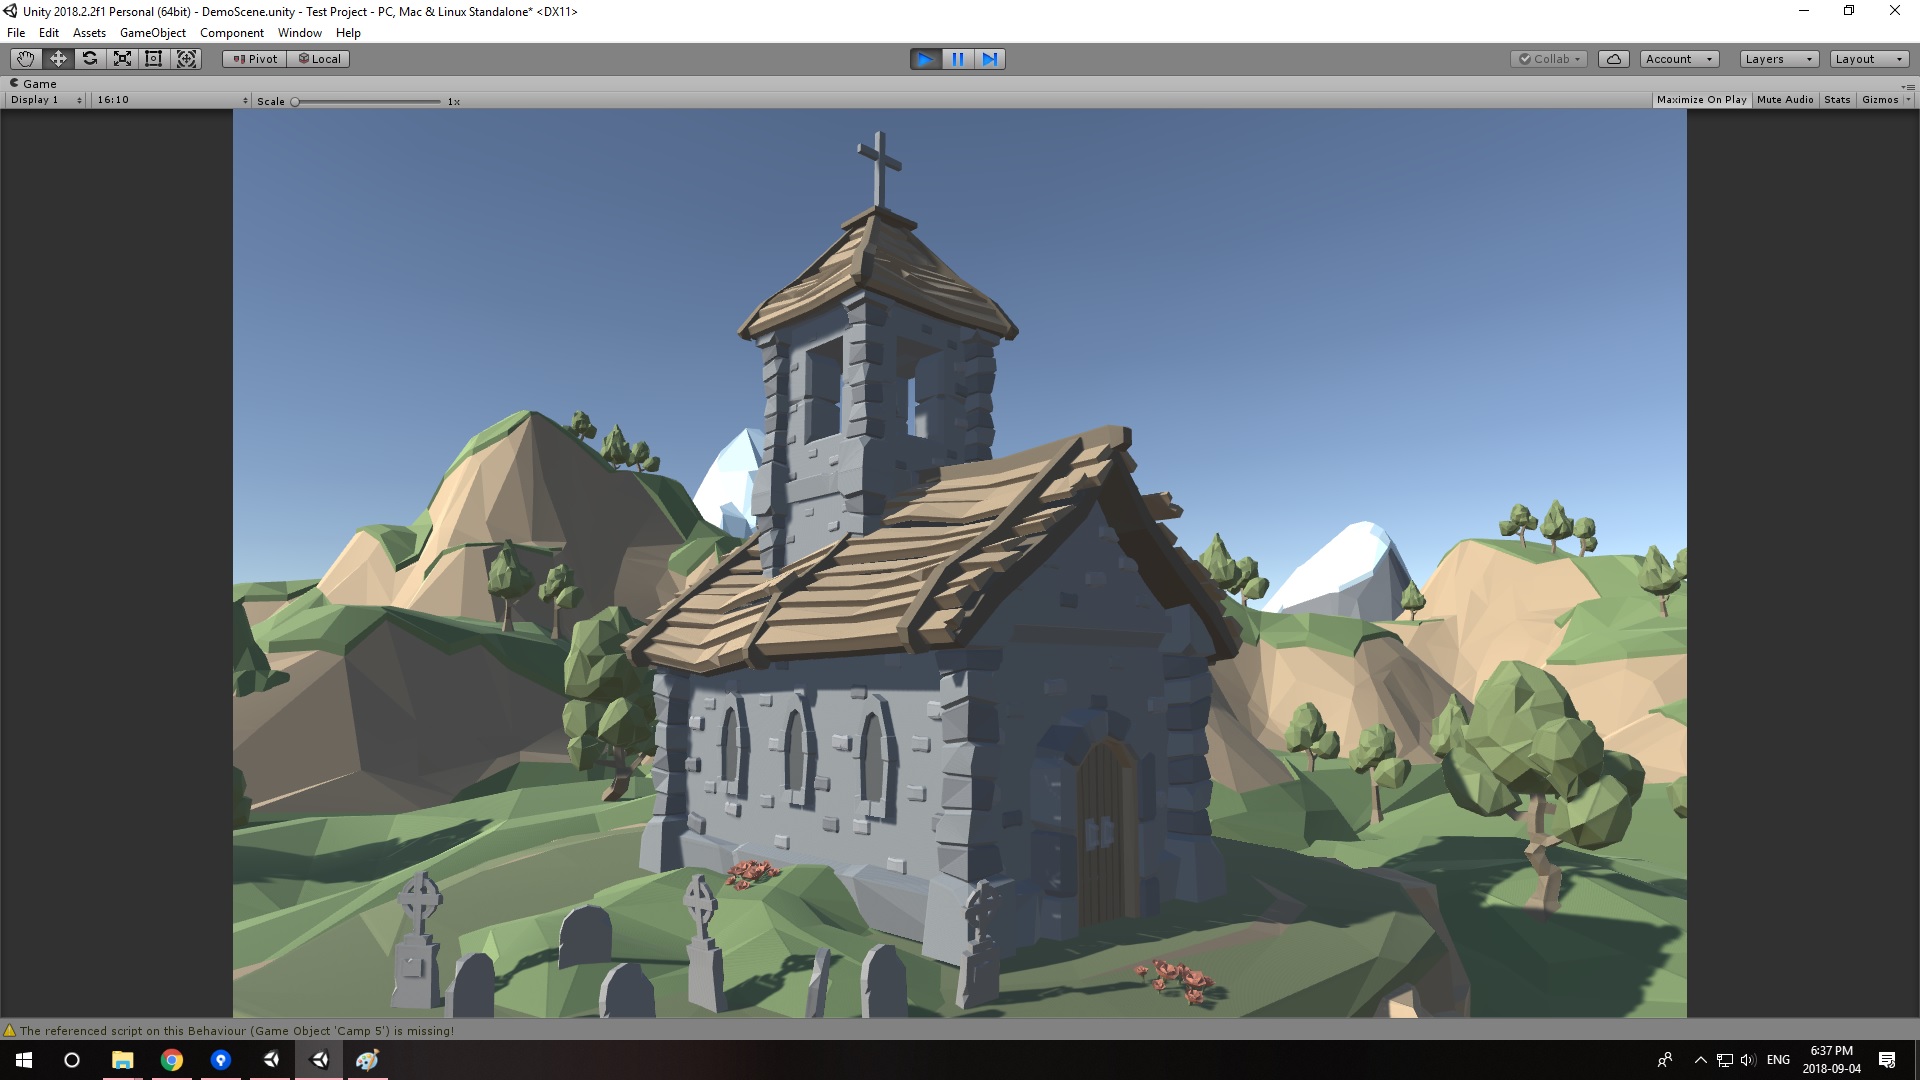 Unity 2018.2.2f1 Personal (64bit) - DemoScene.unity - Test Project - PC, Mac & Linux Standalone* <DX11>
File Edit Assets GameObject Component Window Help
Pivot Local Collab Account Layers Layout
Game
Display 1 16:10 Scale 1x Maximize On Play Mute Audio Stats Gizmos
The referenced script on this Behaviour (Game Object 'Camp 5') is missing!
ENG 6:37 PM
2018-09-04